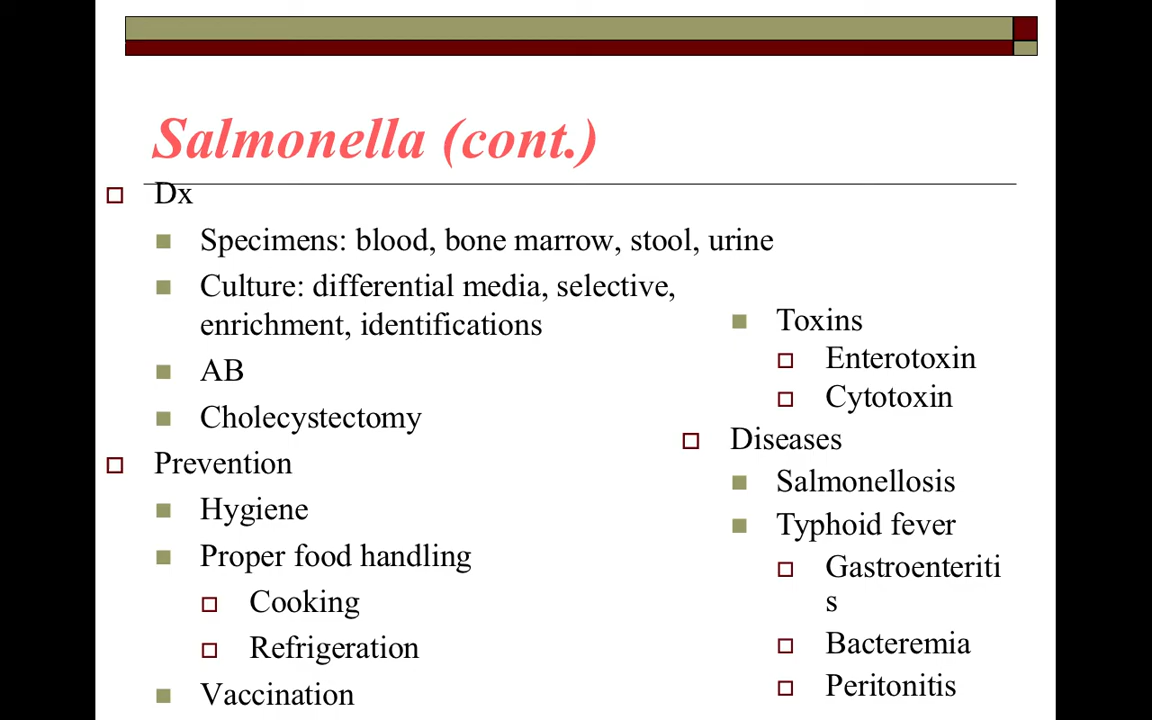 Salmonella (cont.)
Dx
Specimens: blood, bone marrow, stool, urine
Culture: differential media, selective,
enrichment, identifications
AB
Cholecystectomy
Prevention
Hygiene
Proper food handling
Cooking
Refrigeration
Vaccination
Toxins
Enterotoxin
Cytotoxin
Diseases
Salmonellosis
Typhoid fever
Gastroenteriti
s
Bacteremia
Peritonitis